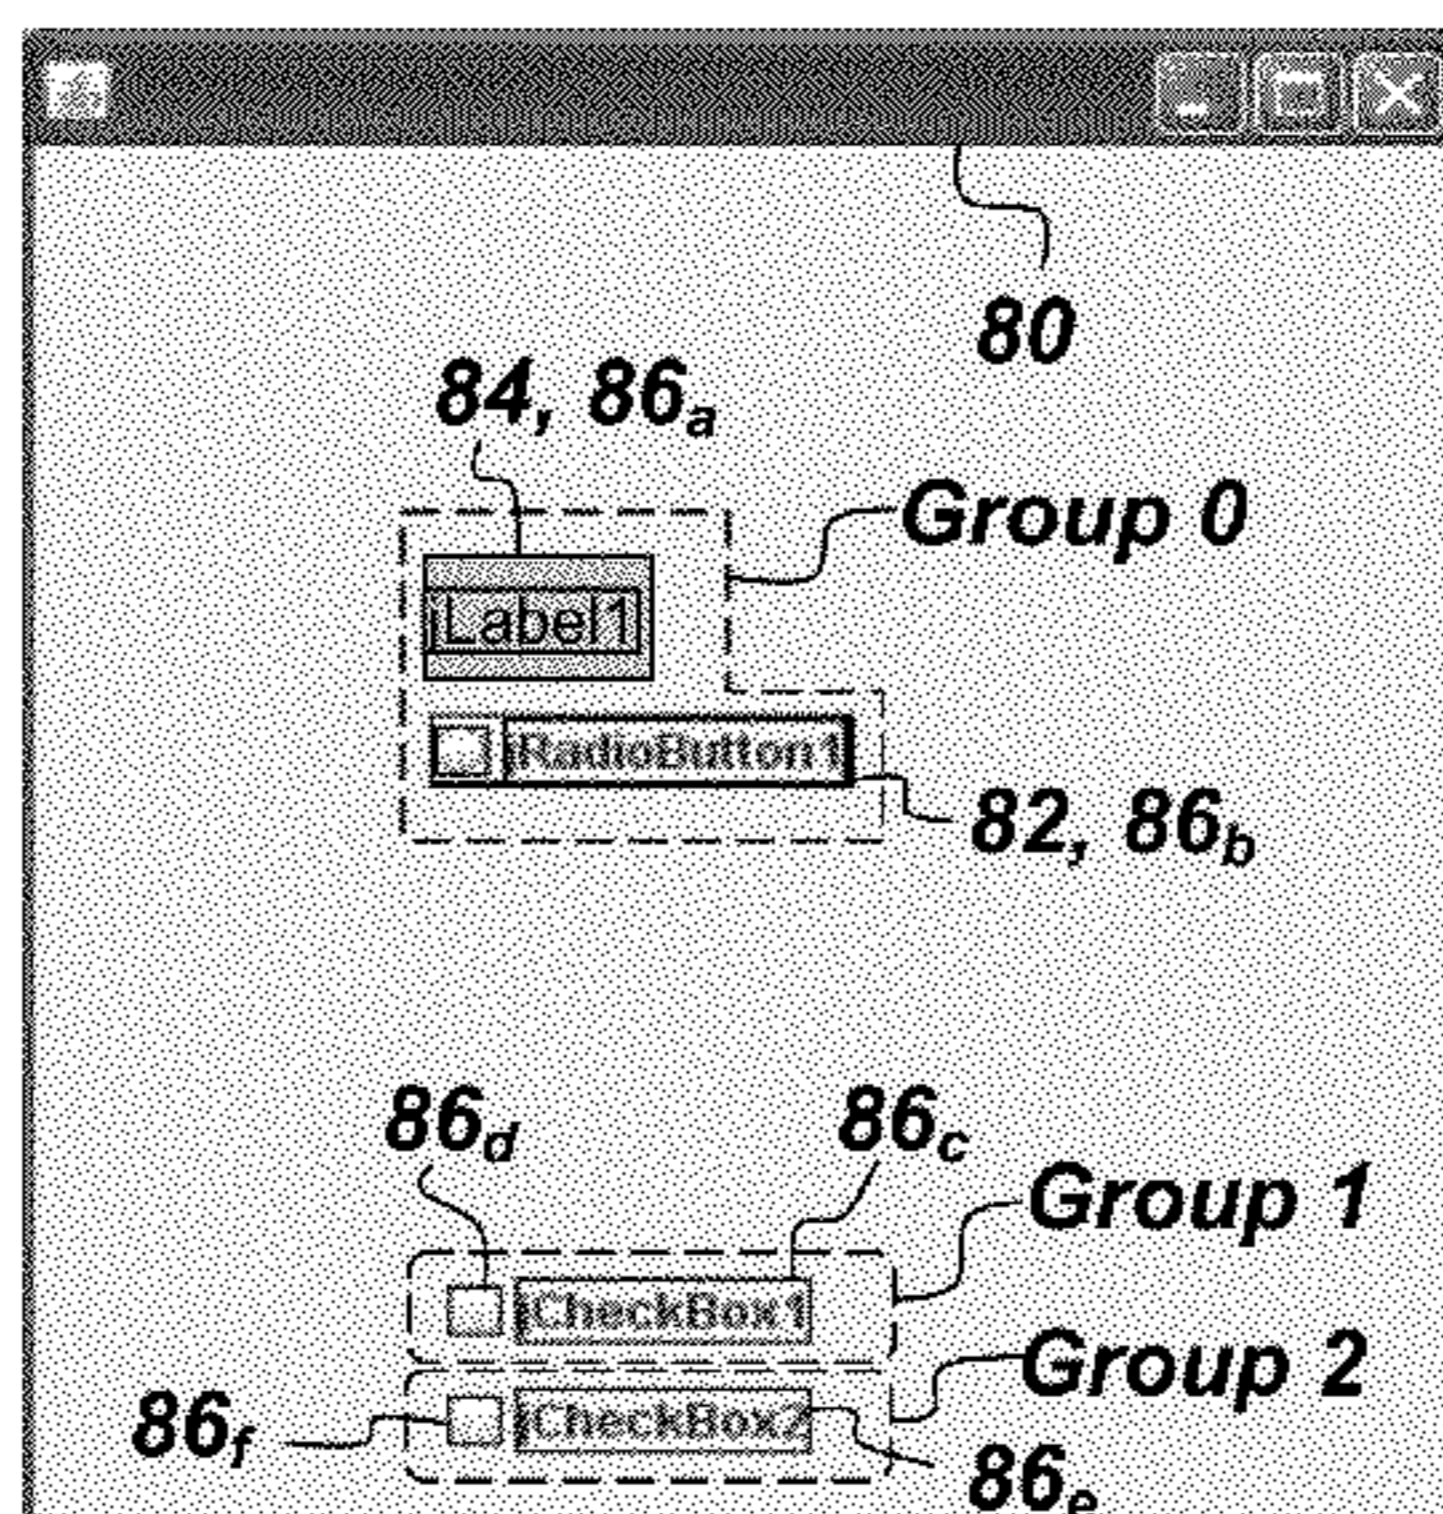 80
84, 86a
Group 0
jLabel1
jRadioButton1
82, 86b
86d
86c
Group 1
jCheckBox1
Group 2
jCheckBox2
86f
86e